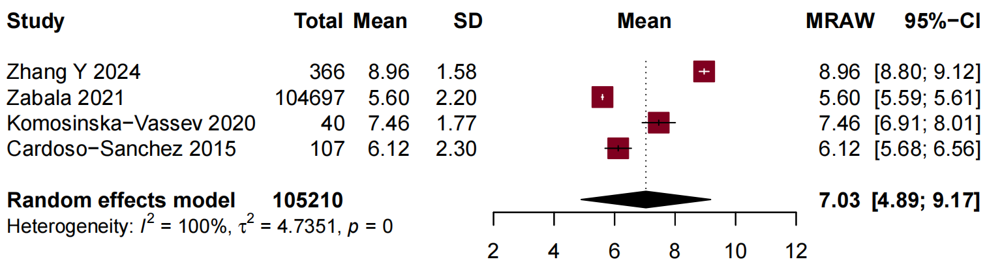 Study Total Mean SD Mean MRAW 95%−CI
Zhang Y 2024 366 8.96 1.58 8.96 [8.80; 9.12]
Zabala 2021 104697 5.60 2.20 5.60 [5.59; 5.61]
Komosinska−Vassev 2020 40 7.46 1.77 7.46 [6.91; 8.01]
Cardoso−Sanchez 2015 107 6.12 2.30 6.12 [5.68; 6.56]
Random effects model 105210 7.03 [4.89; 9.17]
Heterogeneity: I² = 100%, τ² = 4.7351, p = 0
2 4 6 8 10 12